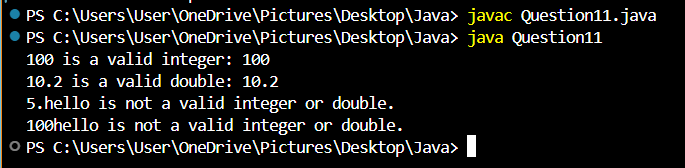 PS C:\Users\User\OneDrive\Pictures\Desktop\Java> javac Question11.java
PS C:\Users\User\OneDrive\Pictures\Desktop\Java> java Question11
100 is a valid integer: 100
10.2 is a valid double: 10.2
5.hello is not a valid integer or double.
100hello is not a valid integer or double.
PS C:\Users\User\OneDrive\Pictures\Desktop\Java>